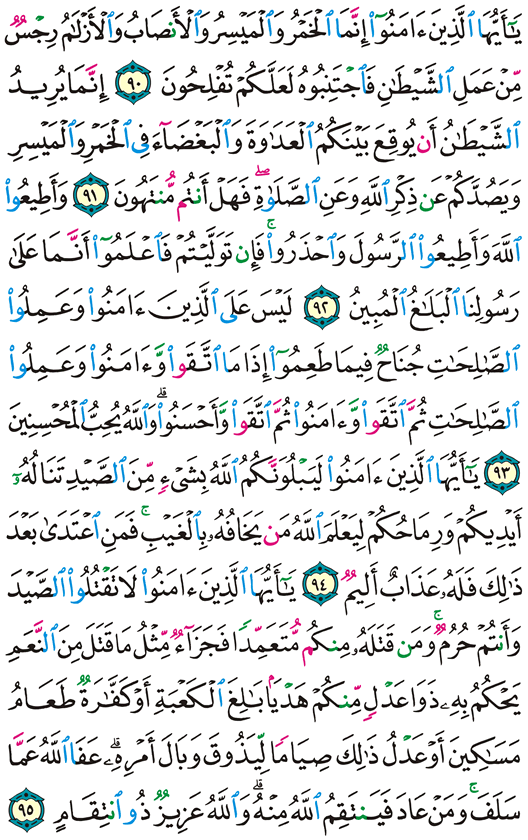 يَٰٓأَيُّهَا ٱلَّذِينَ ءَامَنُوٓا۟ إِنَّمَا ٱلْخَمْرُ وَٱلْمَيْسِرُ وَٱلْأَنصَابُ وَٱلْأَزْلَٰمُ رِجْسٌ
مِّنْ عَمَلِ ٱلشَّيْطَٰنِ فَٱجْتَنِبُوهُ لَعَلَّكُمْ تُفْلِحُونَ ٩٠ إِنَّمَا يُرِيدُ
ٱلشَّيْطَٰنُ أَن يُوقِعَ بَيْنَكُمُ ٱلْعَدَٰوَةَ وَٱلْبَغْضَآءَ فِى ٱلْخَمْرِ وَٱلْمَيْسِرِ
وَيَصُدَّكُمْ عَن ذِكْرِ ٱللَّهِ وَعَنِ ٱلصَّلَوٰةِ ۖ فَهَلْ أَنتُم مُّنتَهُونَ ٩١ وَأَطِيعُوا۟
ٱللَّهَ وَأَطِيعُوا۟ ٱلرَّسُولَ وَٱحْذَرُوا۟ ۚ فَإِن تَوَلَّيْتُمْ فَٱعْلَمُوٓا۟ أَنَّمَا عَلَىٰ
رَسُولِنَا ٱلْبَلَٰغُ ٱلْمُبِينُ ٩٢ لَيْسَ عَلَى ٱلَّذِينَ ءَامَنُوا۟ وَعَمِلُوا۟
ٱلصَّٰلِحَٰتِ جُنَاحٌ فِيمَا طَعِمُوٓا۟ إِذَا مَا ٱتَّقَوا۟ وَّءَامَنُوا۟ وَعَمِلُوا۟
ٱلصَّٰلِحَٰتِ ثُمَّ ٱتَّقَوا۟ وَّءَامَنُوا۟ ثُمَّ ٱتَّقَوا۟ وَّأَحْسَنُوا۟ ۗ وَٱللَّهُ يُحِبُّ ٱلْمُحْسِنِينَ
٩٣ يَٰٓأَيُّهَا ٱلَّذِينَ ءَامَنُوا۟ لَيَبْلُوَنَّكُمُ ٱللَّهُ بِشَىْءٍ مِّنَ ٱلصَّيْدِ تَنَالُهُۥٓ
أَيْدِيكُمْ وَرِمَاحُكُمْ لِيَعْلَمَ ٱللَّهُ مَن يَخَافُهُۥ بِٱلْغَيْبِ ۚ فَمَنِ ٱعْتَدَىٰ بَعْدَ
ذَٰلِكَ فَلَهُۥ عَذَابٌ أَلِيمٌ ٩٤ يَٰٓأَيُّهَا ٱلَّذِينَ ءَامَنُوا۟ لَا تَقْتُلُوا۟ ٱلصَّيْدَ
وَأَنتُمْ حُرُمٌ ۚ وَمَن قَتَلَهُۥ مِنكُم مُّتَعَمِّدًا فَجَزَآءٌ مِّثْلُ مَا قَتَلَ مِنَ ٱلنَّعَمِ
يَحْكُمُ بِهِۦ ذَوَا عَدْلٍ مِّنكُمْ هَدْيًۢا بَٰلِغَ ٱلْكَعْبَةِ أَوْ كَفَّٰرَةٌ طَعَامُ
مَسَٰكِينَ أَوْ عَدْلُ ذَٰلِكَ صِيَامًا لِّيَذُوقَ وَبَالَ أَمْرِهِۦ ۗ عَفَا ٱللَّهُ عَمَّا
سَلَفَ ۚ وَمَنْ عَادَ فَيَنتَقِمُ ٱللَّهُ مِنْهُ ۗ وَٱللَّهُ عَزِيزٌ ذُو ٱنتِقَامٍ ٩٥